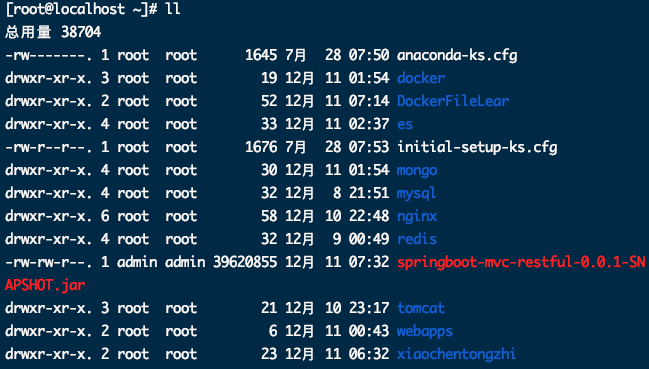 [root@localhost ~]# ll
总用量 38704
-rw-------. 1 root  root      1645 7月  28 07:50 anaconda-ks.cfg
drwxr-xr-x. 3 root  root        19 12月 11 01:54 docker
drwxr-xr-x. 2 root  root        52 12月 11 07:14 DockerFileLear
drwxr-xr-x. 4 root  root        33 12月 11 02:37 es
-rw-r--r--. 1 root  root      1676 7月  28 07:53 initial-setup-ks.cfg
drwxr-xr-x. 4 root  root        30 12月 11 01:54 mongo
drwxr-xr-x. 4 root  root        32 12月  8 21:51 mysql
drwxr-xr-x. 6 root  root        58 12月 10 22:48 nginx
drwxr-xr-x. 4 root  root        32 12月  9 00:49 redis
-rw-rw-r--. 1 admin admin 39620855 12月 11 07:32 springboot-mvc-restful-0.0.1-SN
APSHOT.jar
drwxr-xr-x. 3 root  root        21 12月 10 23:17 tomcat
drwxr-xr-x. 2 root  root         6 12月 11 00:43 webapps
drwxr-xr-x. 2 root  root        23 12月 11 06:32 xiaochentongzhi